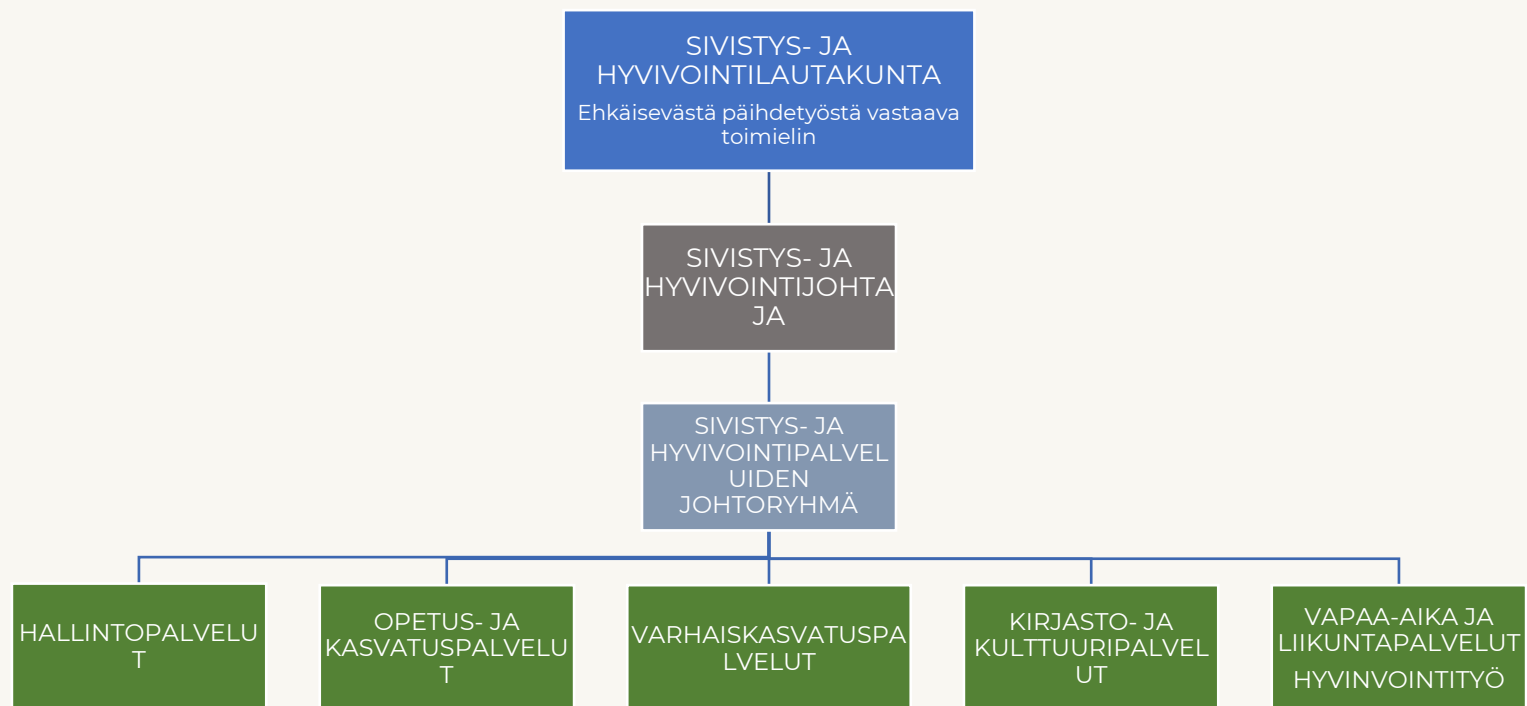 SIVISTYS- JA
HYVIVOINTILAUTAKUNTA
Ehkäisevästä päihdetyöstä vastaava
toimielin
SIVISTYS- JA
HYVIVOINTIJOHTA
JA
SIVISTYS- JA
HYVIVOINTIPALVEL
UIDEN
JOHTORYHMÄ
HALLINTOPALVELU
T
OPETUS- JA
KASVATUSPALVELU
T
VARHAISKASVATUSPA
LVELUT
KIRJASTO- JA
KULTTUURIPALVEL
UT
VAPAA-AIKA JA
LIIKUNTAPALVELUT
HYVINVOINTITYÖ